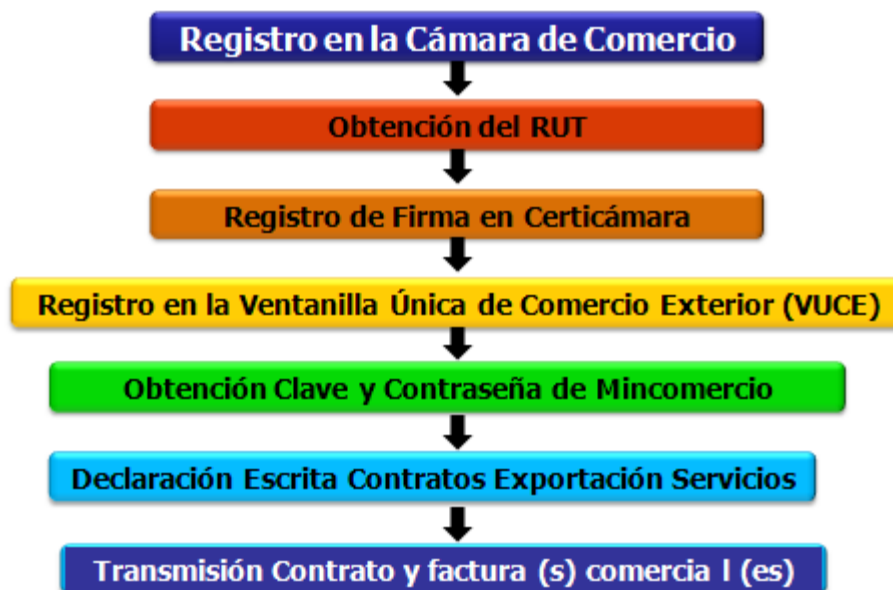 Registro en la Cámara de Comercio
Obtención del RUT
Registro de Firma en Certicámara
Registro en la Ventanilla Única de Comercio Exterior (VUCE)
Obtención Clave y Contraseña de Mincomercio
Declaración Escrita Contratos Exportación Servicios
Transmisión Contrato y factura (s) comercia l (es)